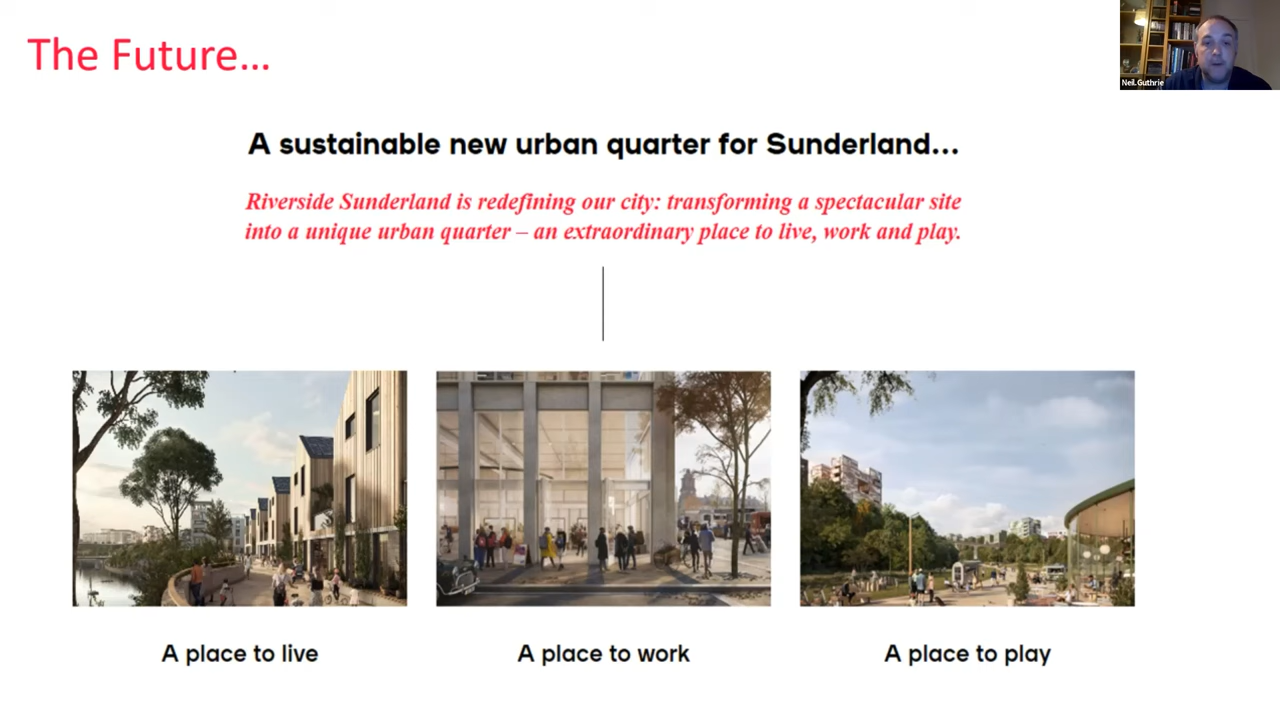 The Future...
Neil.Guthrie
A sustainable new urban quarter for Sunderland...
Riverside Sunderland is redefining our city: transforming a spectacular site
into a unique urban quarter – an extraordinary place to live, work and play.
A place to live
A place to work
A place to play